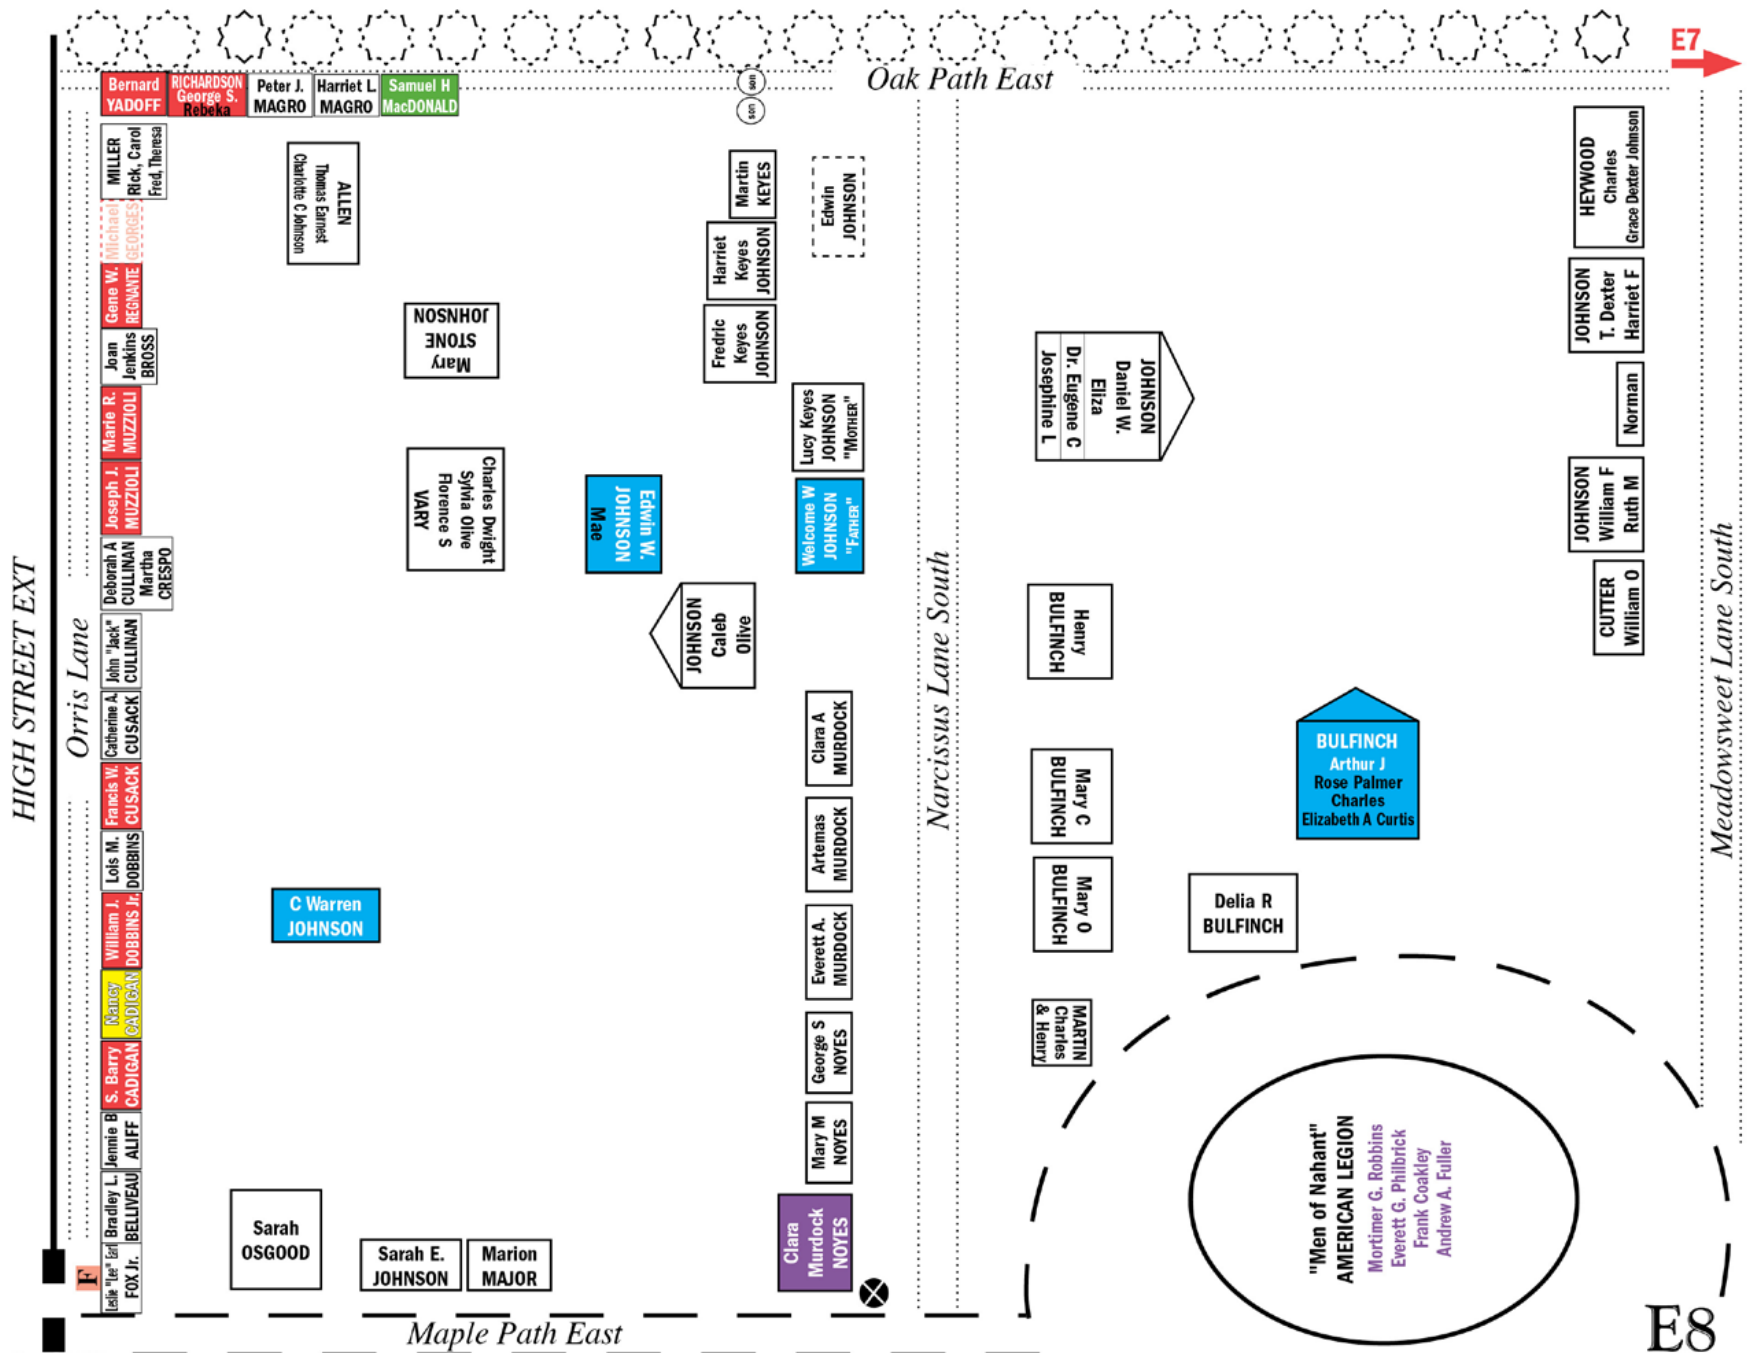 E7
Oak Path East
Bernard
YADOFF
RICHARDSON
George S.
Rebeka
Peter J.
MAGRO
Harriet L.
MAGRO
Samuel H
MacDONALD
son
son
MILLER
Rick, Carol
Fred, Theresa
Michael
GEORGES
Gene W.
REGNANTE
Joan
Jenkins
BROSS
Marie R.
MUZZIOLI
Joseph J.
MUZZIOLI
Deborah A
CULLINAN
Martha
CRESPO
John "Jack"
CULLINAN
Catherine A.
CUSACK
Francis W.
CUSACK
Lois M.
DOBBINS
William J.
DOBBINS Jr.
Nancy
CADIGAN
S. Barry
CADIGAN
Jennie B
ALIFF
Bradley L.
BELLIVEAU
Leslie "Lee" Earl
FOX Jr.
F
HIGH STREET EXT
Orris Lane
ALLEN
Thomas Earnest
Charlotte C Johnson
Mary
STONE
JOHNSON
Charles Dwight
Sylvia Olive
Florence S
VARY
Edwin W.
JOHNSON
Mae
JOHNSON
Caleb
Olive
C Warren
JOHNSON
Sarah
OSGOOD
Sarah E.
JOHNSON
Marion
MAJOR
Martin
KEYES
Harriet
Keyes
JOHNSON
Fredric
Keyes
JOHNSON
Edwin
JOHNSON
Lucy Keyes
JOHNSON
"MOTHER"
Welcome W
JOHNSON
"FATHER"
Clara A
MURDOCK
Artemas
MURDOCK
Everett A.
MURDOCK
George S
NOYES
Mary M
NOYES
Clara
Murdock
NOYES
Narcissus Lane South
JOHNSON
Daniel W.
Eliza
Dr. Eugene C
Josephine L
Henry
BULFINCH
Mary C
BULFINCH
Mary O
BULFINCH
MARTIN
Charles
& Henry
Delia R
BULFINCH
BULFINCH
Arthur J
Rose Palmer
Charles
Elizabeth A Curtis
HEYWOOD
Charles
Grace Dexter Johnson
JOHNSON
T. Dexter
Harriet F
Norman
JOHNSON
William F
Ruth M
CUTTER
William O
Meadowsweet Lane South
"Men of Nahant"
AMERICAN LEGION
Mortimer G. Robbins
Everett G. Philbrick
Frank Coakley
Andrew A. Fuller
Maple Path East
E8